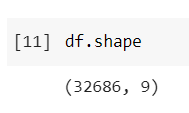 [11] df.shape
(32686, 9)